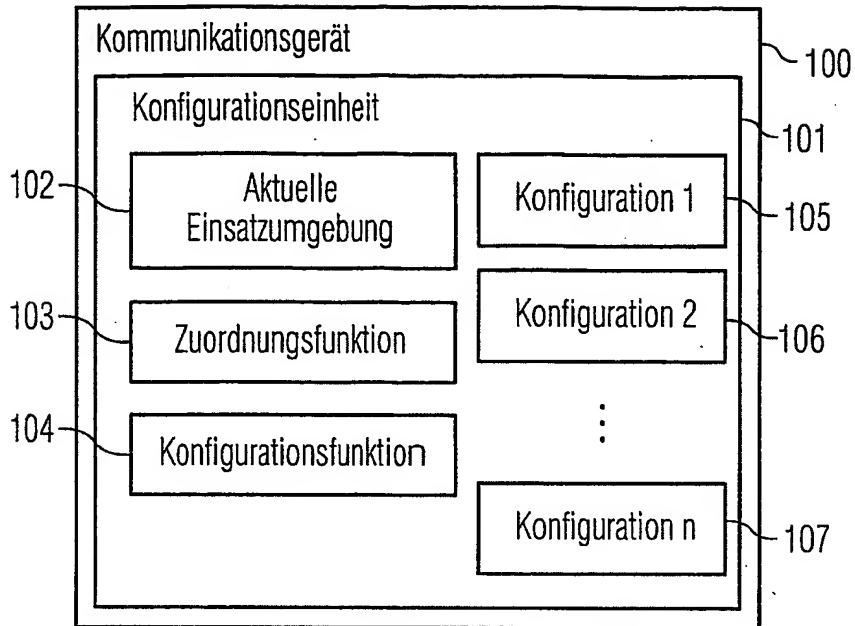 Kommunikationsgerät
100
Konfigurationseinheit
101
102
Aktuelle
Einsatzumgebung
Konfiguration 1
105
103
Zuordnungsfunktion
Konfiguration 2
106
104
Konfigurationsfunktion
Konfiguration n
107